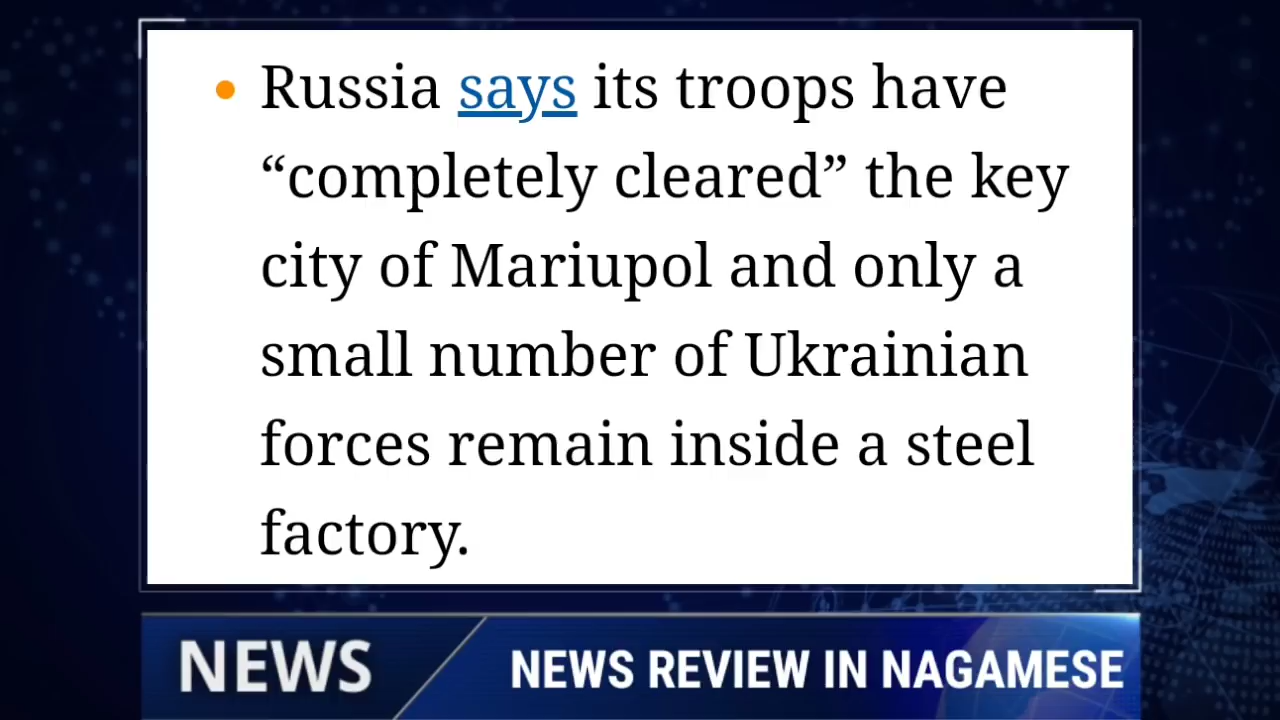 • Russia says its troops have
“completely cleared” the key
city of Mariupol and only a
small number of Ukrainian
forces remain inside a steel
factory.
NEWS
NEWS REVIEW IN NAGAMESE